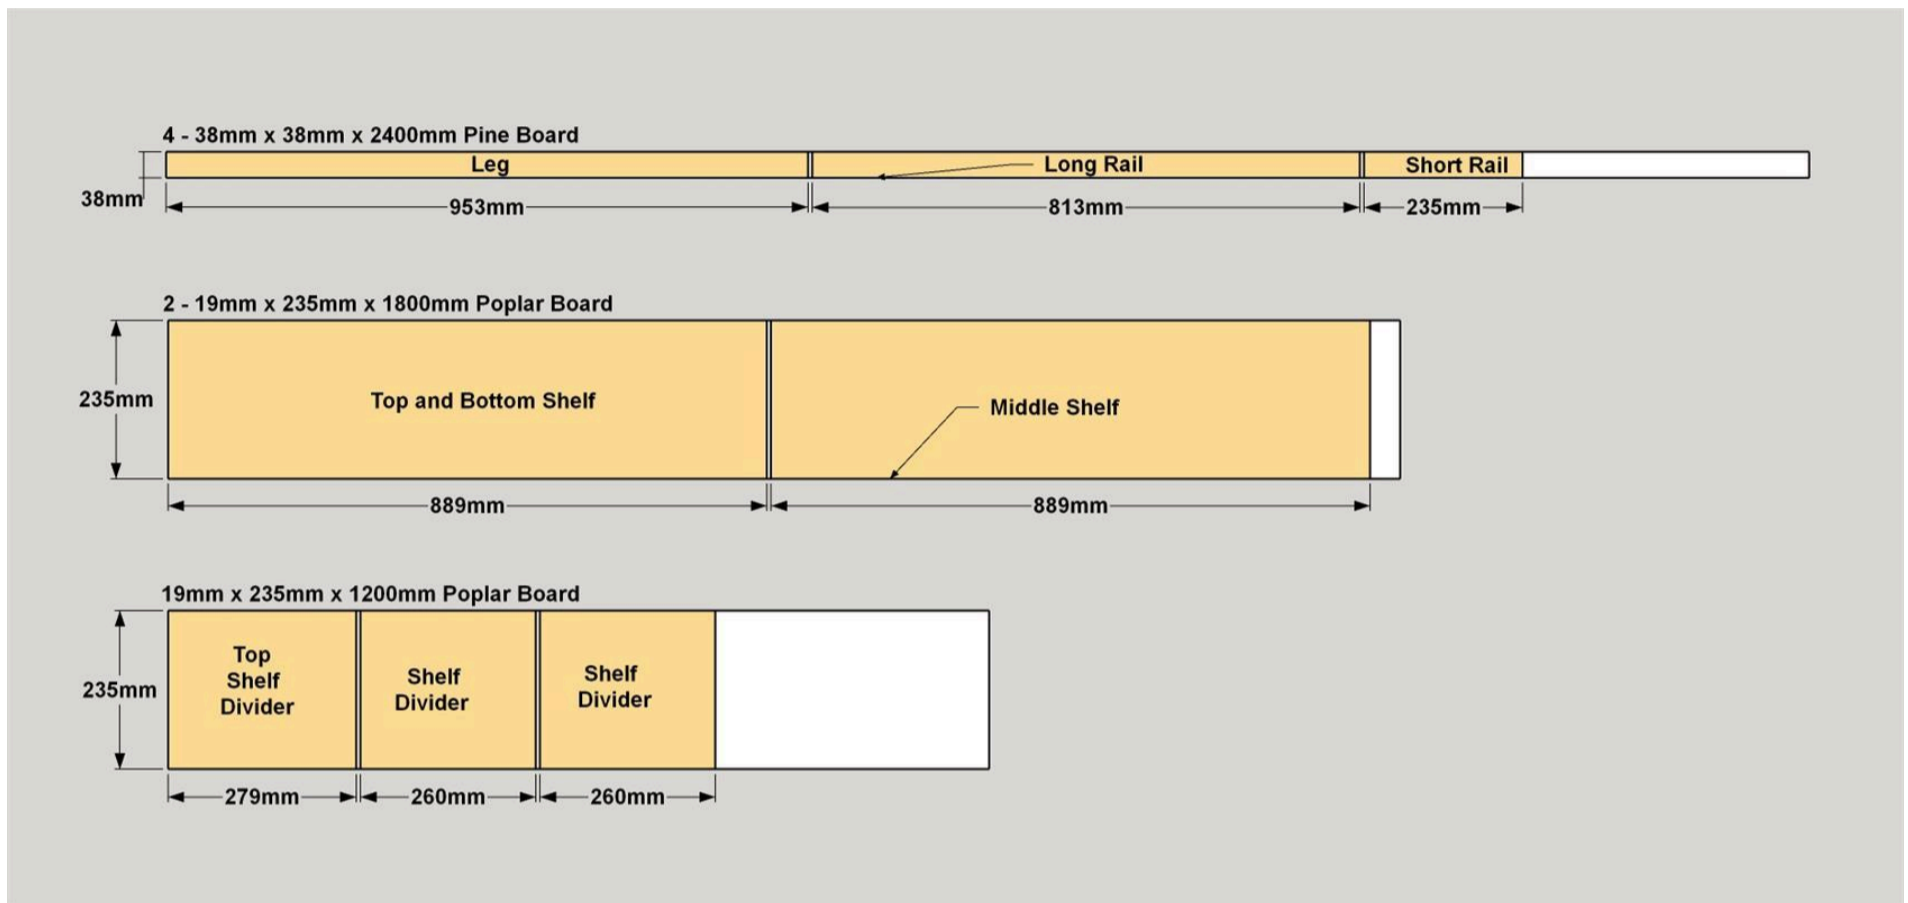 4 - 38mm x 38mm x 2400mm Pine Board
Leg
Long Rail
Short Rail
38mm
953mm
813mm
235mm
2 - 19mm x 235mm x 1800mm Poplar Board
235mm
Top and Bottom Shelf
Middle Shelf
889mm
889mm
19mm x 235mm x 1200mm Poplar Board
235mm
Top
Shelf
Divider
Shelf
Divider
Shelf
Divider
279mm
260mm
260mm